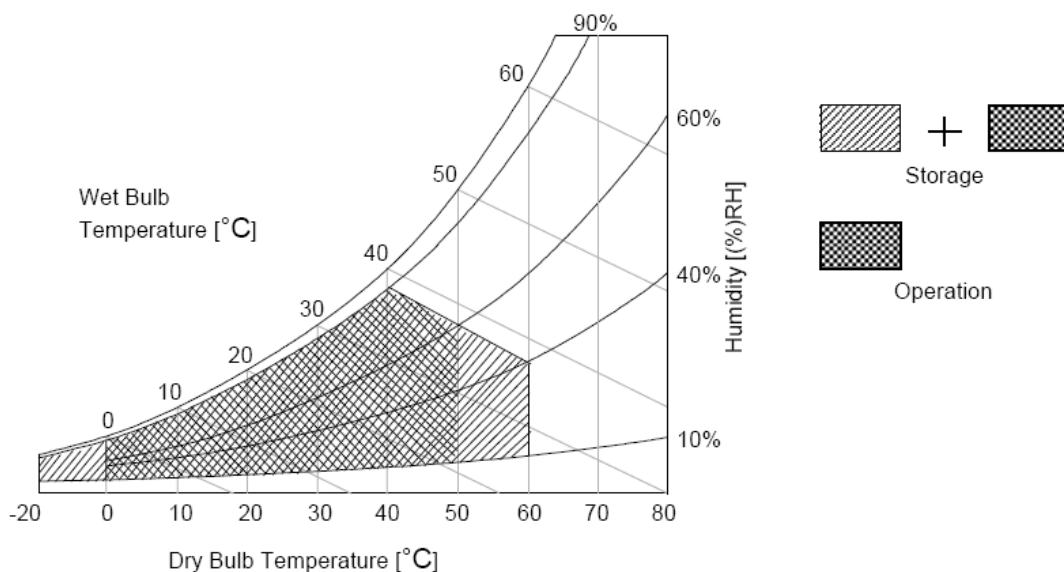 90%
60
60%
50
Wet Bulb
Temperature [°C]
40
40%
30
20
10
0
10%
Humidity [(%)RH]
-20 0 10 20 30 40 50 60 70 80
Dry Bulb Temperature [°C]
+
Storage
Operation